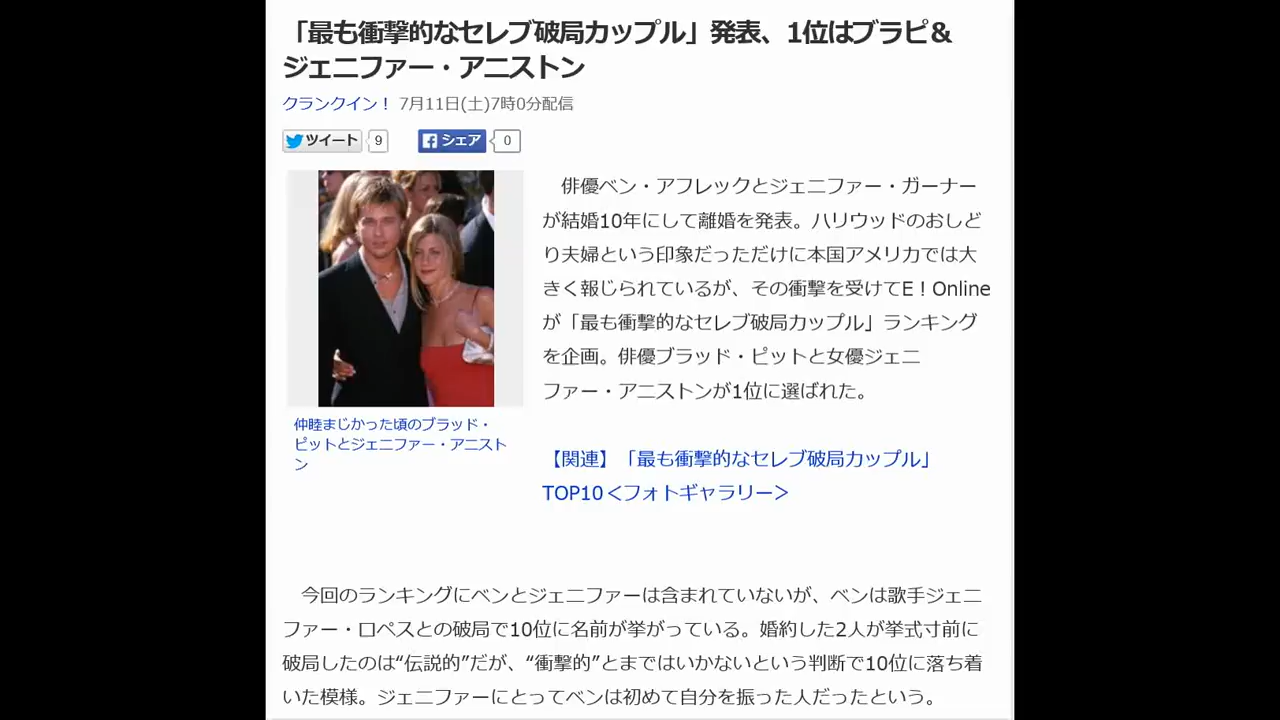 「最も衝撃的なセレブ破局カップル」発表、1位はブラピ＆
ジェニファー・アニストン
クランクイン！ 7月11日(土)7時0分配信
ツイート 9 シェア 0
俳優ベン・アフレックとジェニファー・ガーナー
が結婚10年にして離婚を発表。ハリウッドのおしど
り夫婦という印象だっただけに本国アメリカでは大
きく報じられているが、その衝撃を受けてE！Online
が「最も衝撃的なセレブ破局カップル」ランキング
を企画。俳優ブラッド・ピットと女優ジェニ
ファー・アニストンが1位に選ばれた。
仲睦まじかった頃のブラッド・
ピットとジェニファー・アニスト
ン
【関連】「最も衝撃的なセレブ破局カップル」
TOP10＜フォトギャラリー＞
今回のランキングにベンとジェニファーは含まれていないが、ベンは歌手ジェニ
ファー・ロペスとの破局で10位に名前が挙がっている。婚約した2人が挙式寸前に
破局したのは“伝説的”だが、“衝撃的”とまではいかないという判断で10位に落ち着
いた模様。ジェニファーにとってベンは初めて自分を振った人だったという。